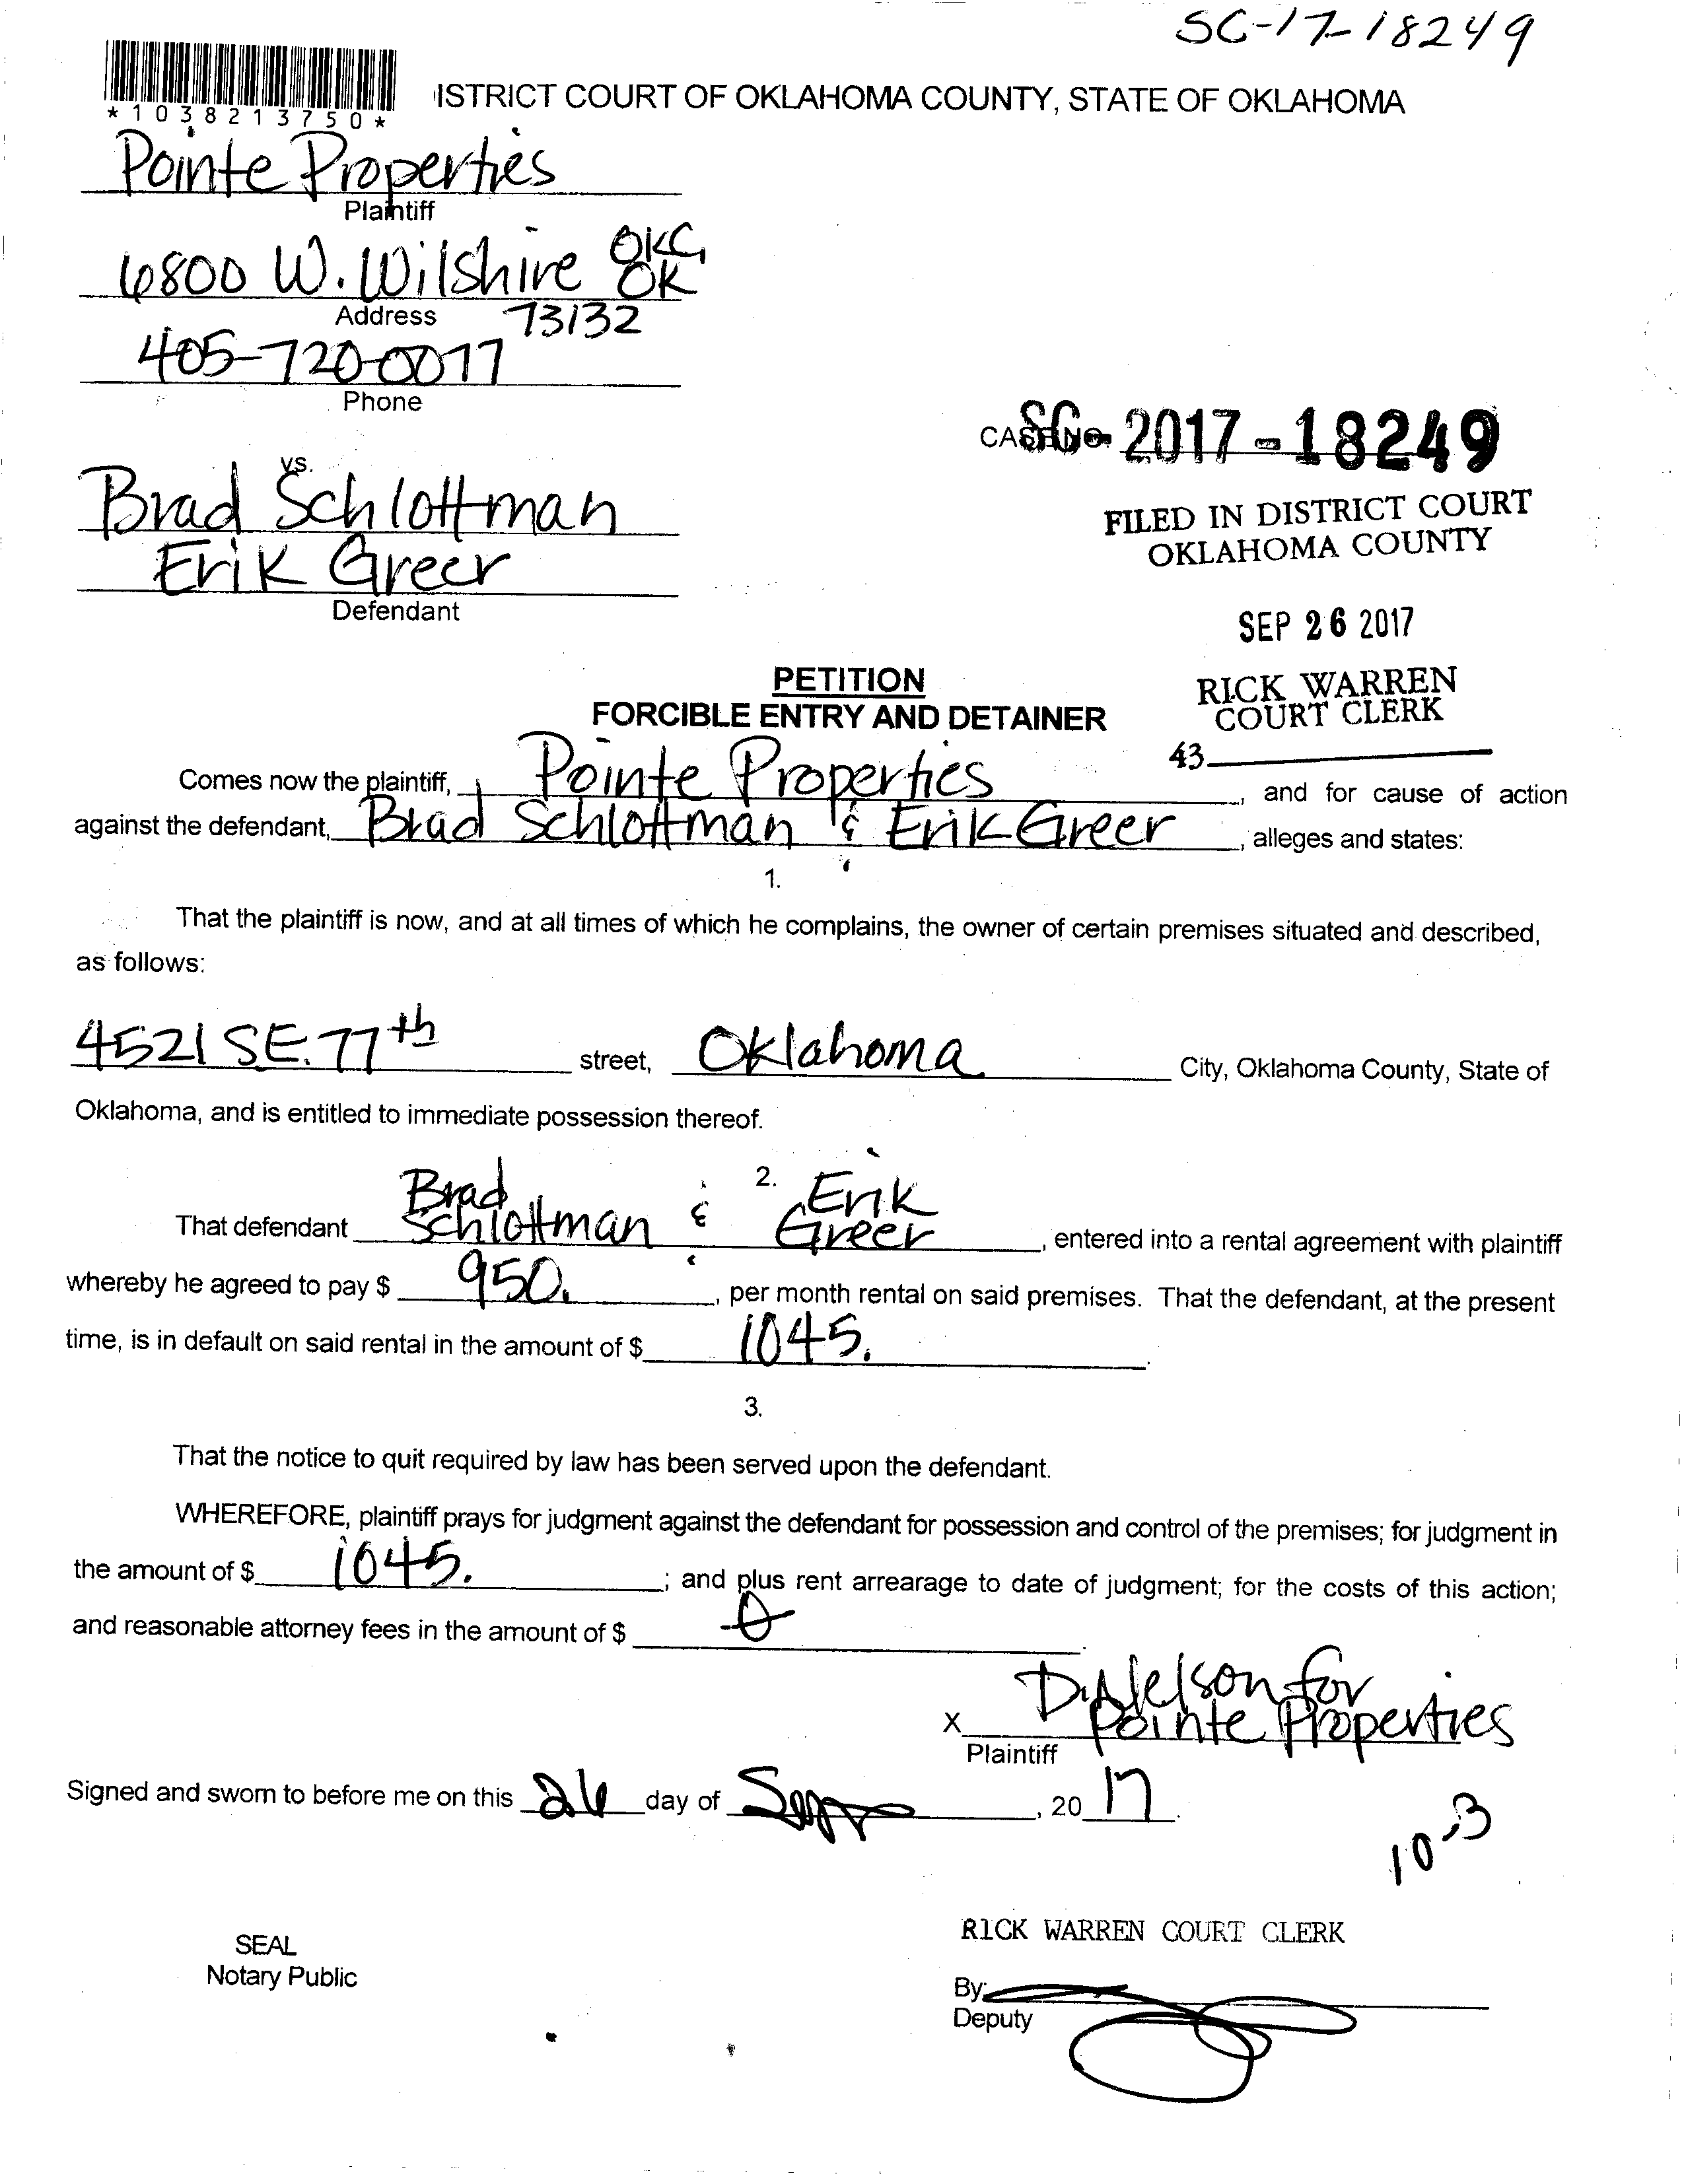 SC-17-18249
*1038213750*
ISTRICT COURT OF OKLAHOMA COUNTY, STATE OF OKLAHOMA
Pointe Properties
Plaintiff
6800 W. Wilshire OKC, OK
Address 73132
405-720-0077
Phone
CASE NO. SC-2017-18249
vs.
Brad Schlottman
Erik Greer
Defendant
FILED IN DISTRICT COURT
OKLAHOMA COUNTY
SEP 26 2017
RICK WARREN
COURT CLERK
43
PETITION
FORCIBLE ENTRY AND DETAINER
Comes now the plaintiff, Pointe Properties, and for cause of action
against the defendant, Brad Schlottman & Erik Greer, alleges and states:
1.
That the plaintiff is now, and at all times of which he complains, the owner of certain premises situated and described,
as follows:
4521 SE. 77th street, Oklahoma City, Oklahoma County, State of
Oklahoma, and is entitled to immediate possession thereof.
2.
That defendant Brad Schlottman & Erik Greer, entered into a rental agreement with plaintiff
whereby he agreed to pay $ 950., per month rental on said premises. That the defendant, at the present
time, is in default on said rental in the amount of $ 1045.
3.
That the notice to quit required by law has been served upon the defendant.
WHEREFORE, plaintiff prays for judgment against the defendant for possession and control of the premises; for judgment in
the amount of $ 1045.; and plus rent arrearage to date of judgment; for the costs of this action;
and reasonable attorney fees in the amount of $ 0
D. Nelson for
X Pointe Properties
Plaintiff
Signed and sworn to before me on this 26 day of , 20 17.
10-3
RICK WARREN COURT CLERK
SEAL
Notary Public
By:
Deputy